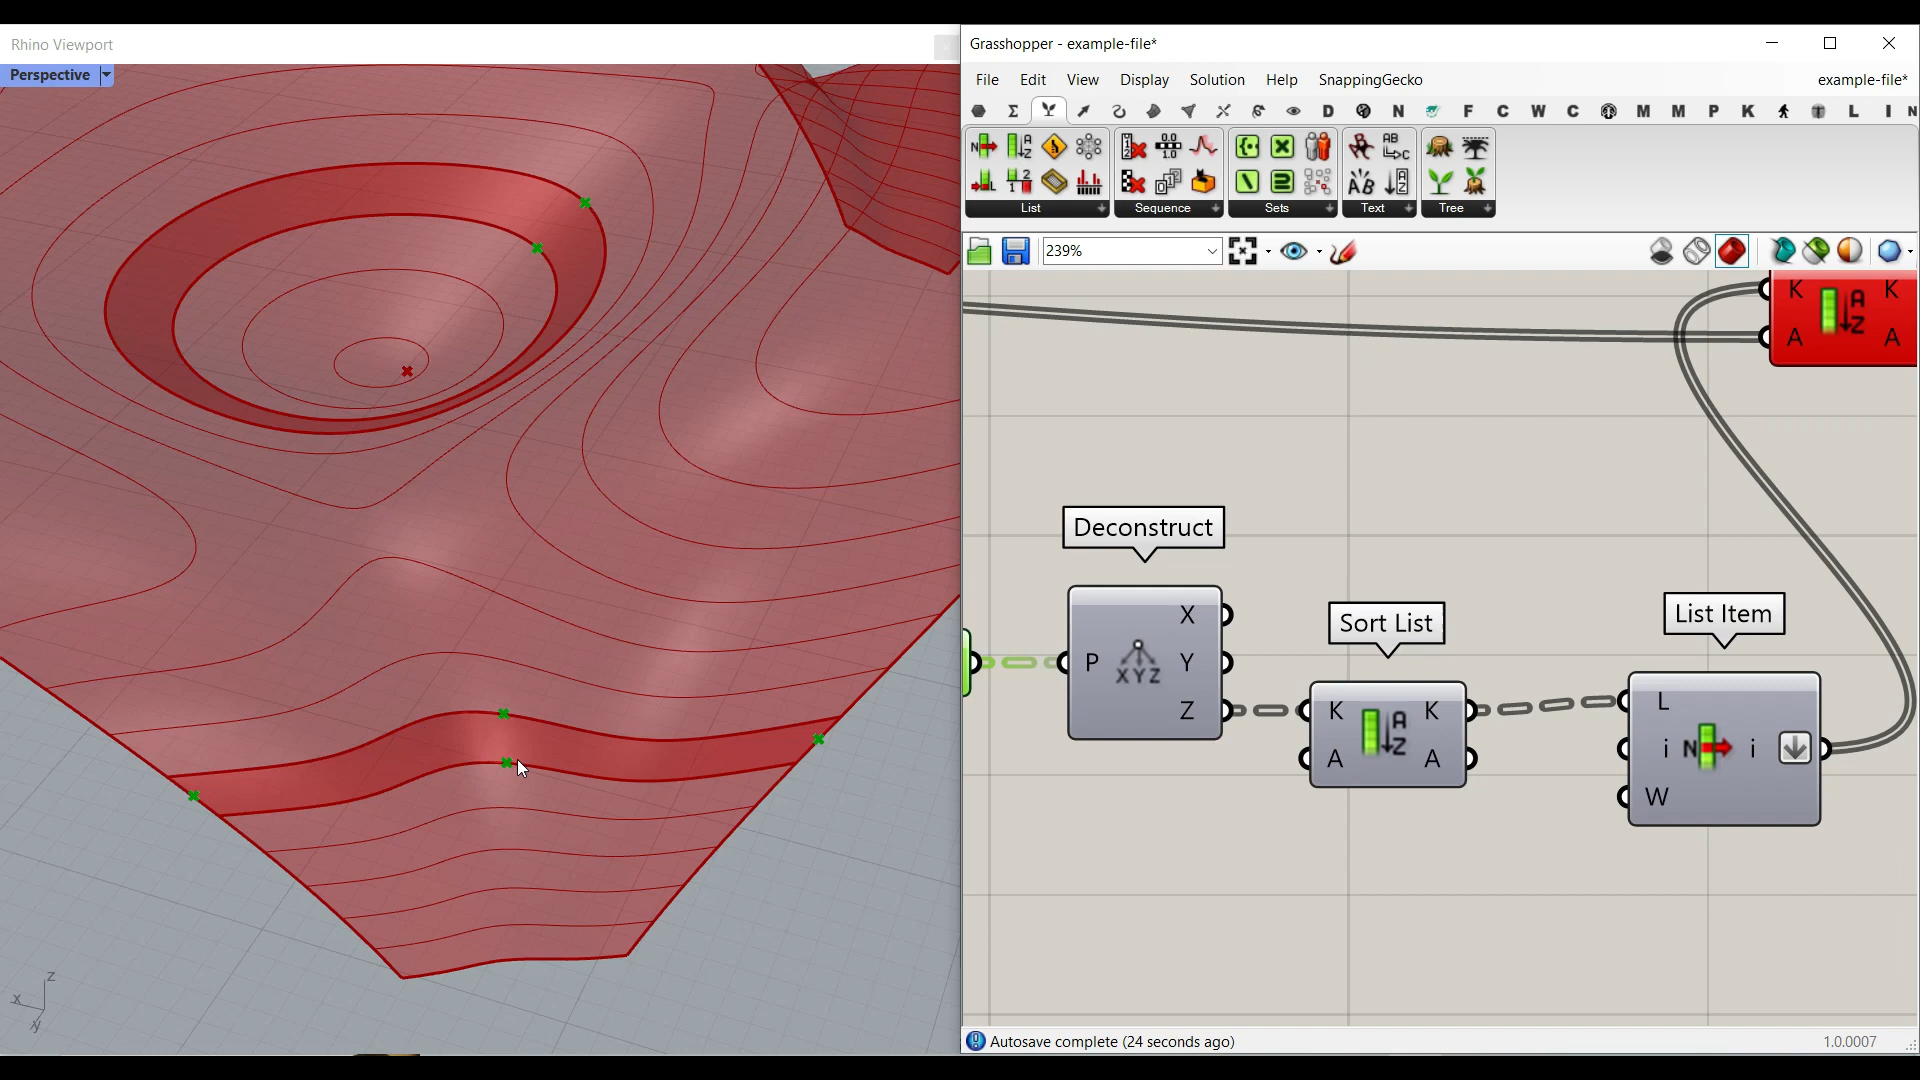 Rhino Viewport
Perspective
z
x
y
Grasshopper - example-file*
File Edit View Display Solution Help SnappingGecko example-file*
D N F C W C M M P K L I N
List Sequence Sets Text Tree
239%
K K
A A
Deconstruct
X
P Y
XYZ
Z
Sort List
K K
A A
List Item
L
i N i
W
Autosave complete (24 seconds ago) 1.0.0007